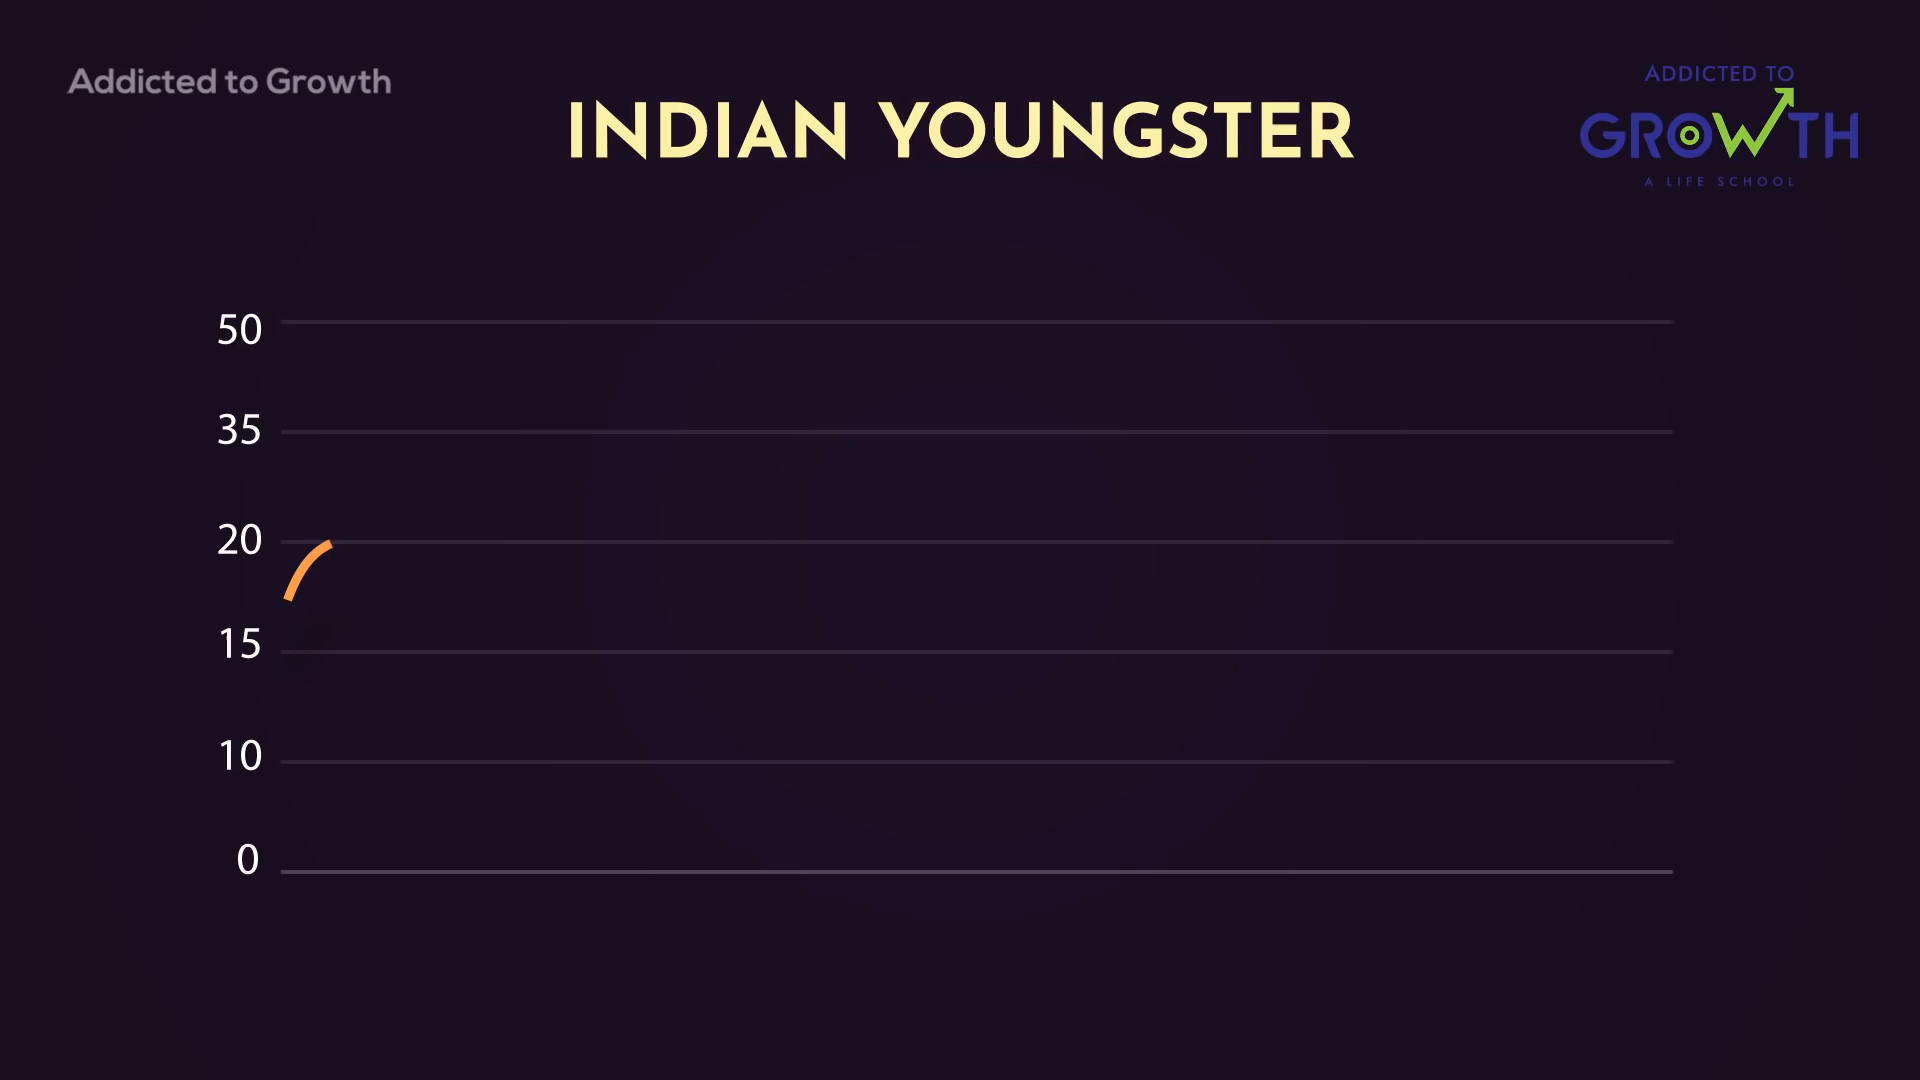 Addicted to Growth
INDIAN YOUNGSTER
ADDICTED TO
GROWTH
A LIFE SCHOOL
50
35
20
15
10
0